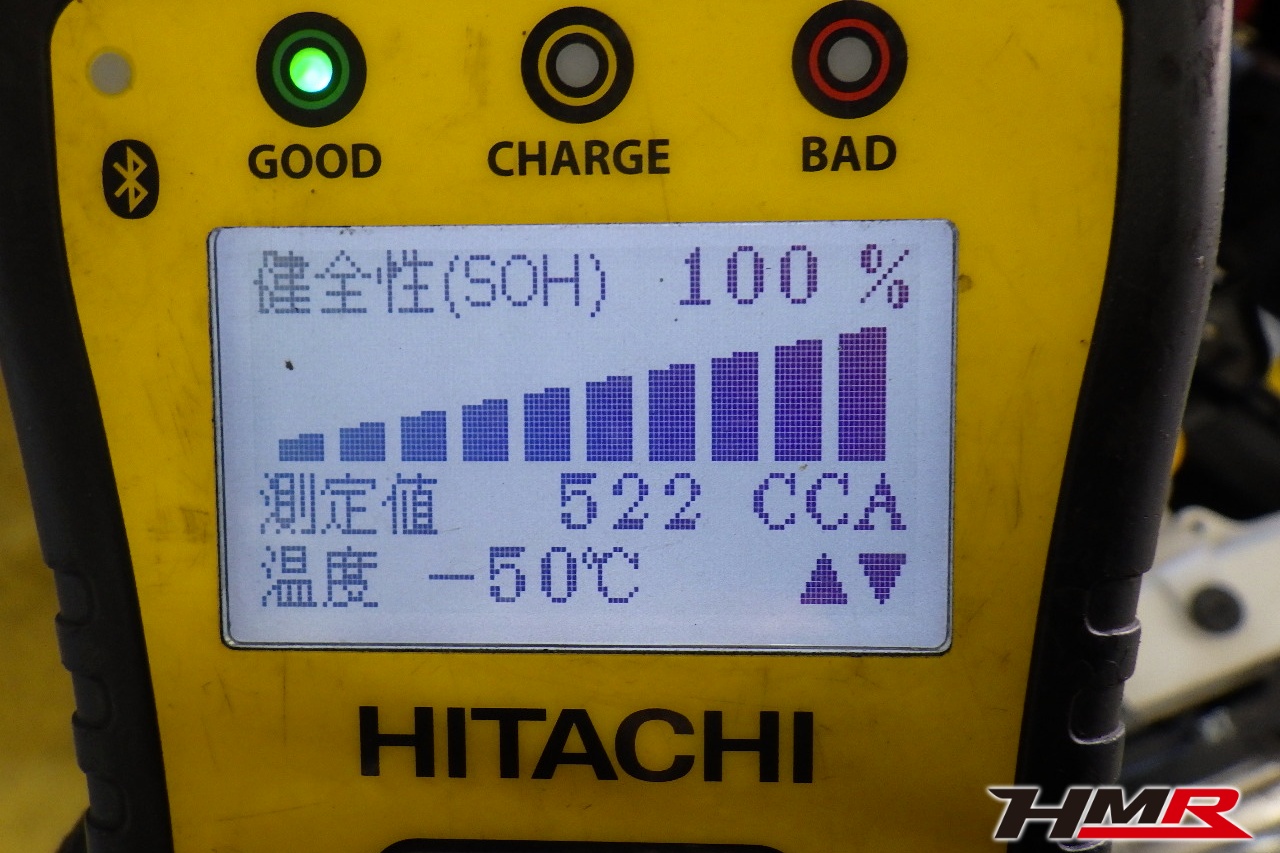 GOOD CHARGE BAD
健全性(SOH) 100 %
測定値 522 CCA
温度 -50℃ ▲▼
HITACHI
HMR